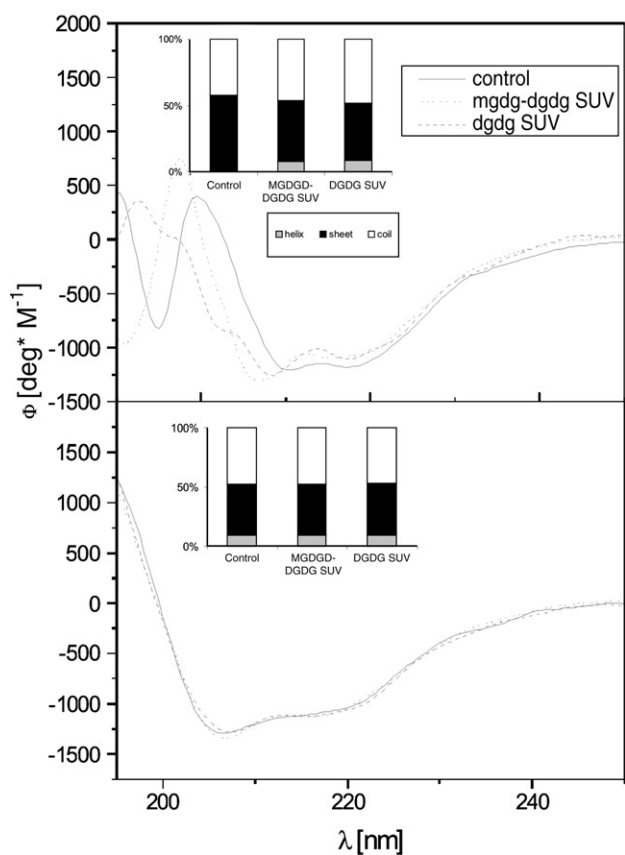 2000
1500
1000
500
0
-500
-1000
-1500
100%
50%
0%
Control
MGDGD-
DGDG SUV
DGDG SUV
helix
sheet
coil
control
mgdg-dgdg SUV
dgdg SUV
Φ [deg* M-1]
1500
1000
500
0
-500
-1000
-1500
100%
50%
0%
Control
MGDGD-
DGDG SUV
DGDG SUV
200
220
240
λ [nm]